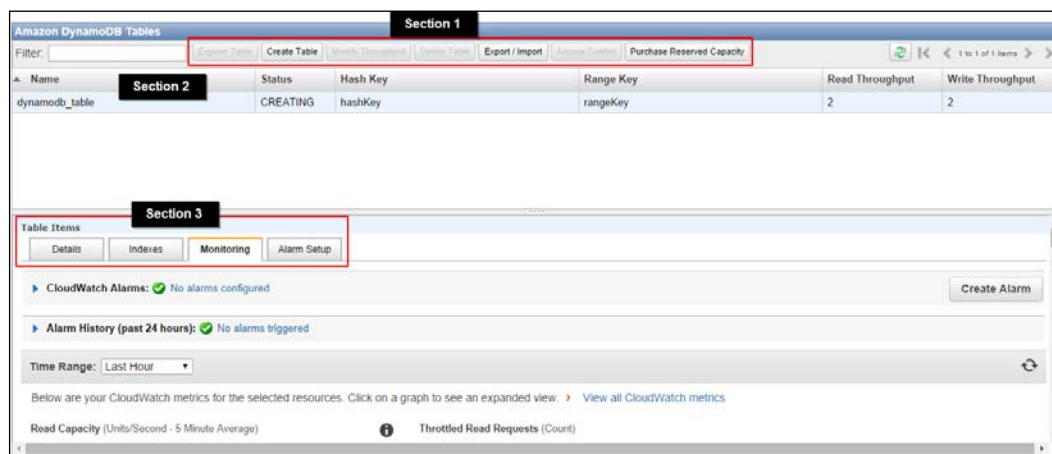 Section 1
Amazon DynamoDB Tables
Filter: Explore Table Create Table Modify Throughput Delete Table Export / Import Access Control Purchase Reserved Capacity 1 to 1 of 1 Items
Name Status Hash Key Range Key Read Throughput Write Throughput
Section 2
dynamodb_table CREATING hashKey rangeKey 2 2
Section 3
Table Items
Details Indexes Monitoring Alarm Setup
CloudWatch Alarms: No alarms configured Create Alarm
Alarm History (past 24 hours): No alarms triggered
Time Range: Last Hour
Below are your CloudWatch metrics for the selected resources. Click on a graph to see an expanded view. View all CloudWatch metrics
Read Capacity (Units/Second - 5 Minute Average) Throttled Read Requests (Count)